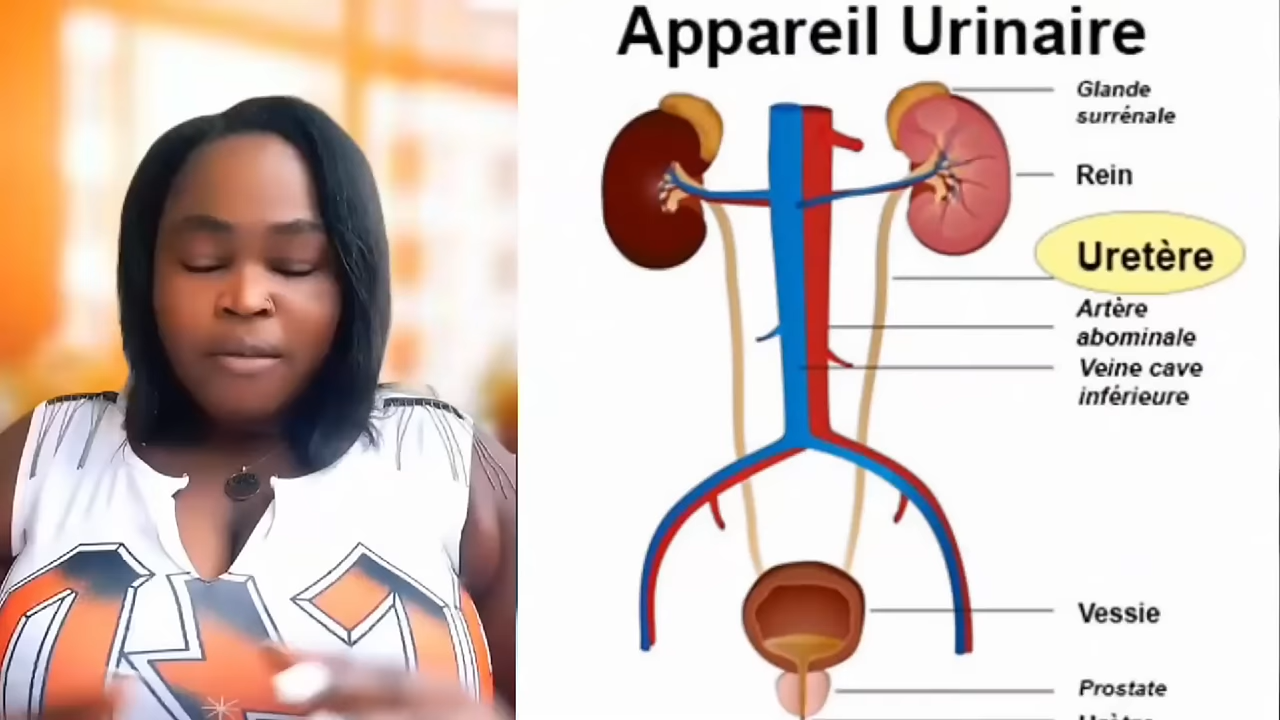 Appareil Urinaire
Glande
surrénale
Rein
Uretère
Artère
abominale
Veine cave
inférieure
Vessie
Prostate